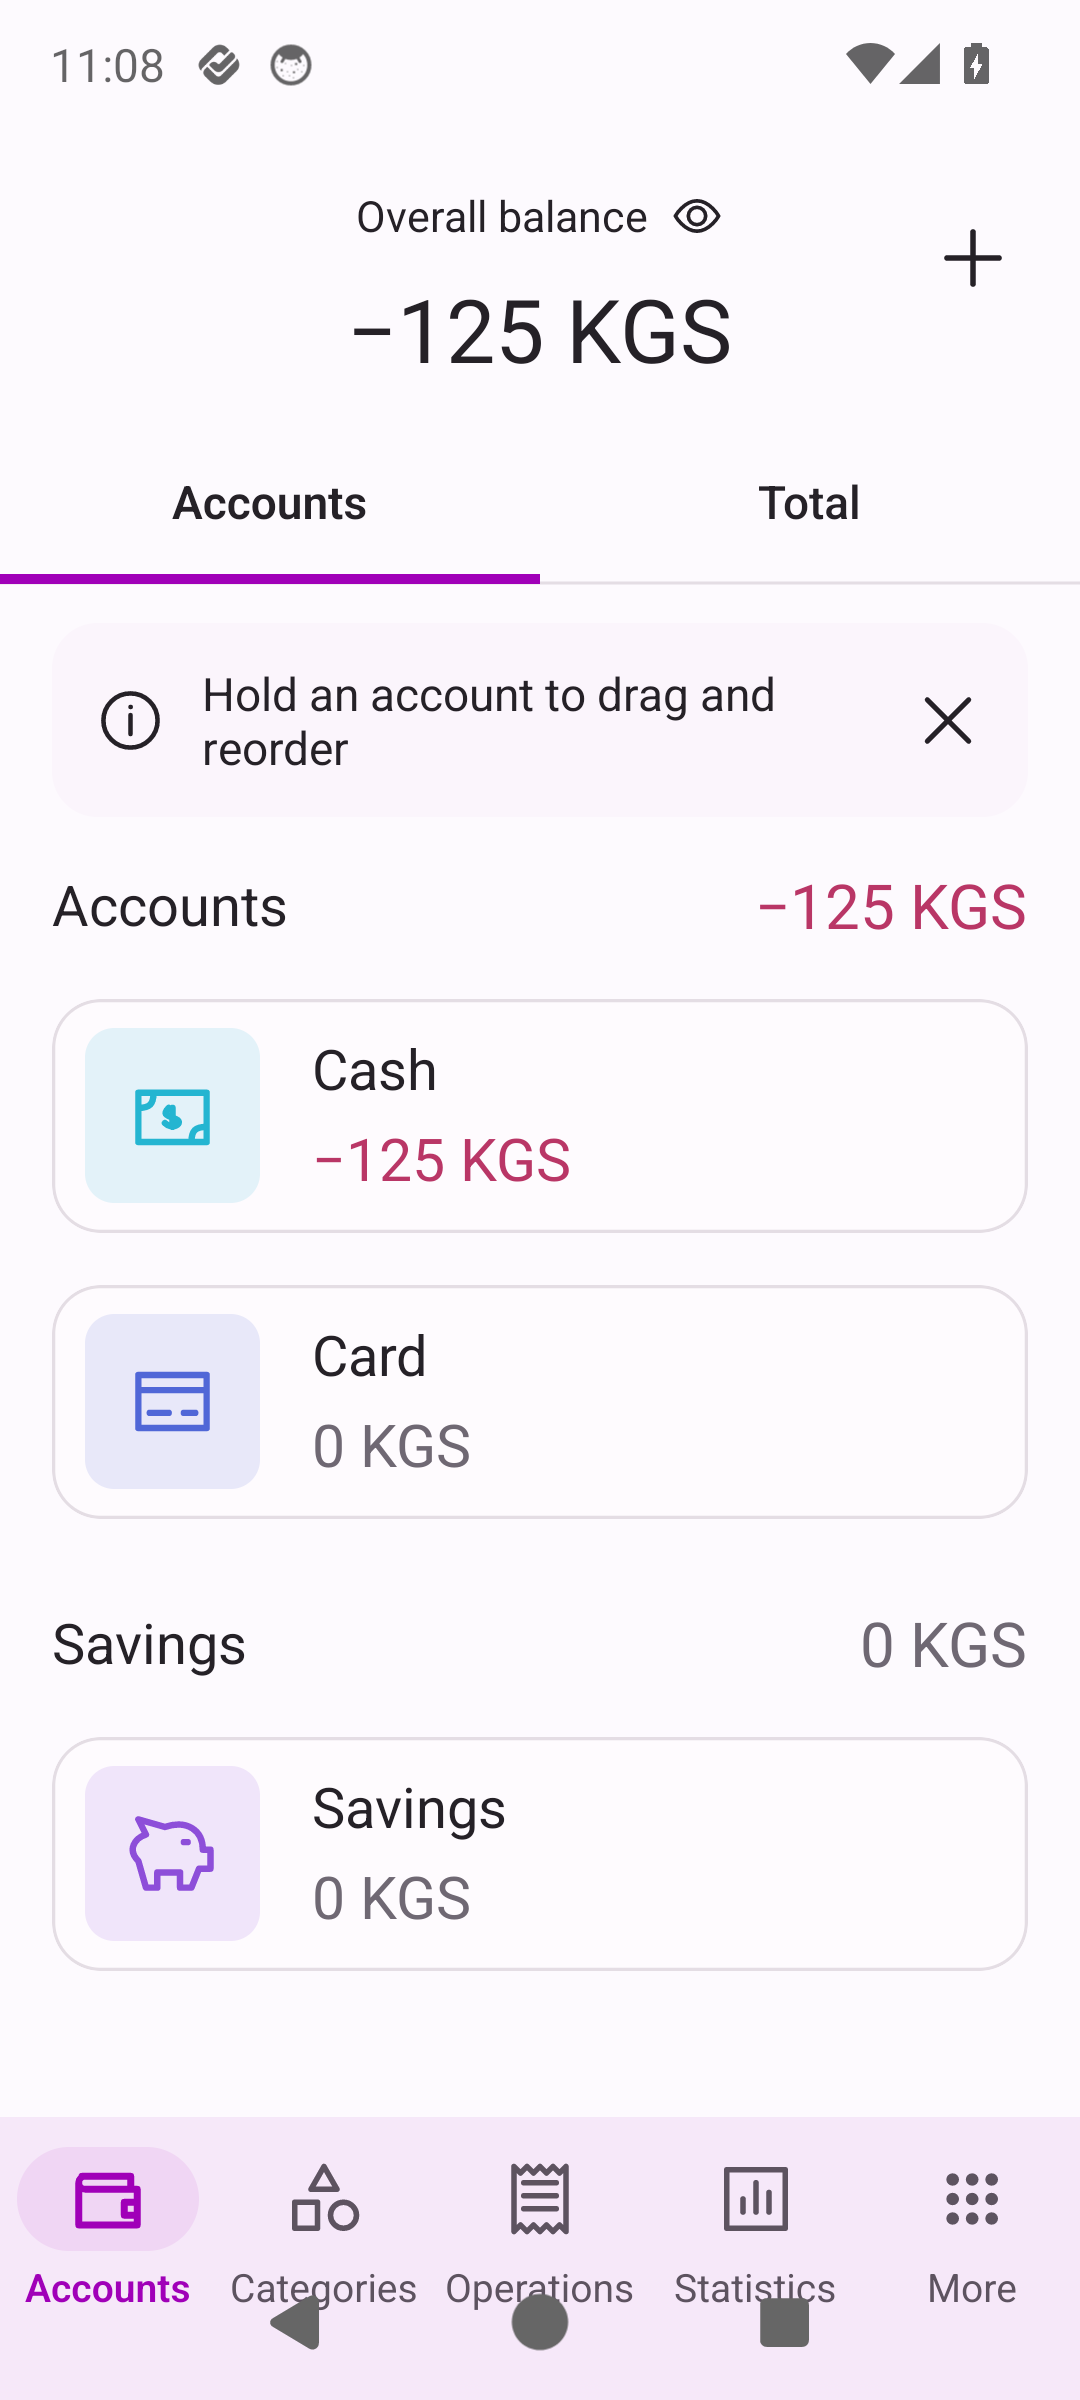 11:08
Overall balance
−125 KGS
Accounts
Total
Hold an account to drag and
reorder
Accounts
−125 KGS
Cash
−125 KGS
Card
0 KGS
Savings
0 KGS
Savings
0 KGS
Accounts
Categories
Operations
Statistics
More